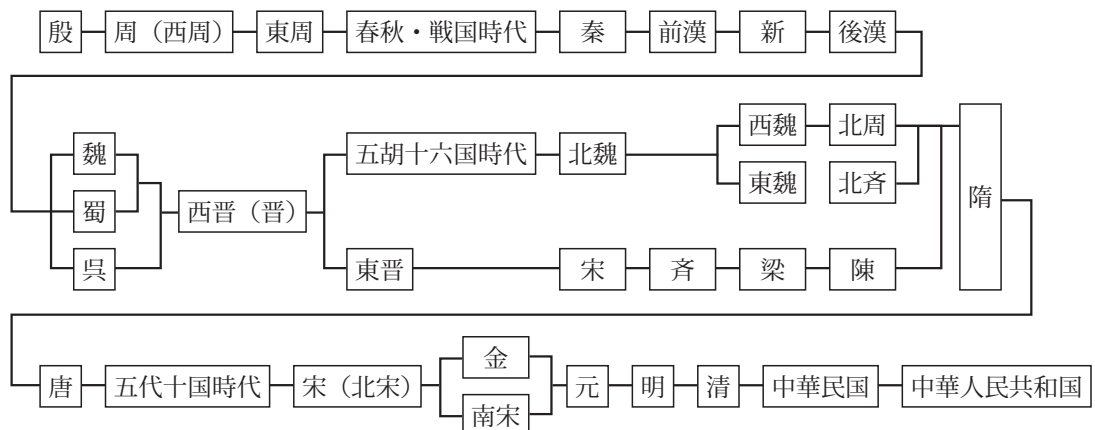 殷 周（西周） 東周 春秋・戦国時代 秦 前漢 新 後漢
西魏 北周
魏 五胡十六国時代 北魏
東魏 北斉
蜀 西晋（晋） 隋
呉 東晋 宋 斉 梁 陳
金
唐 五代十国時代 宋（北宋） 元 明 清 中華民国 中華人民共和国
南宋